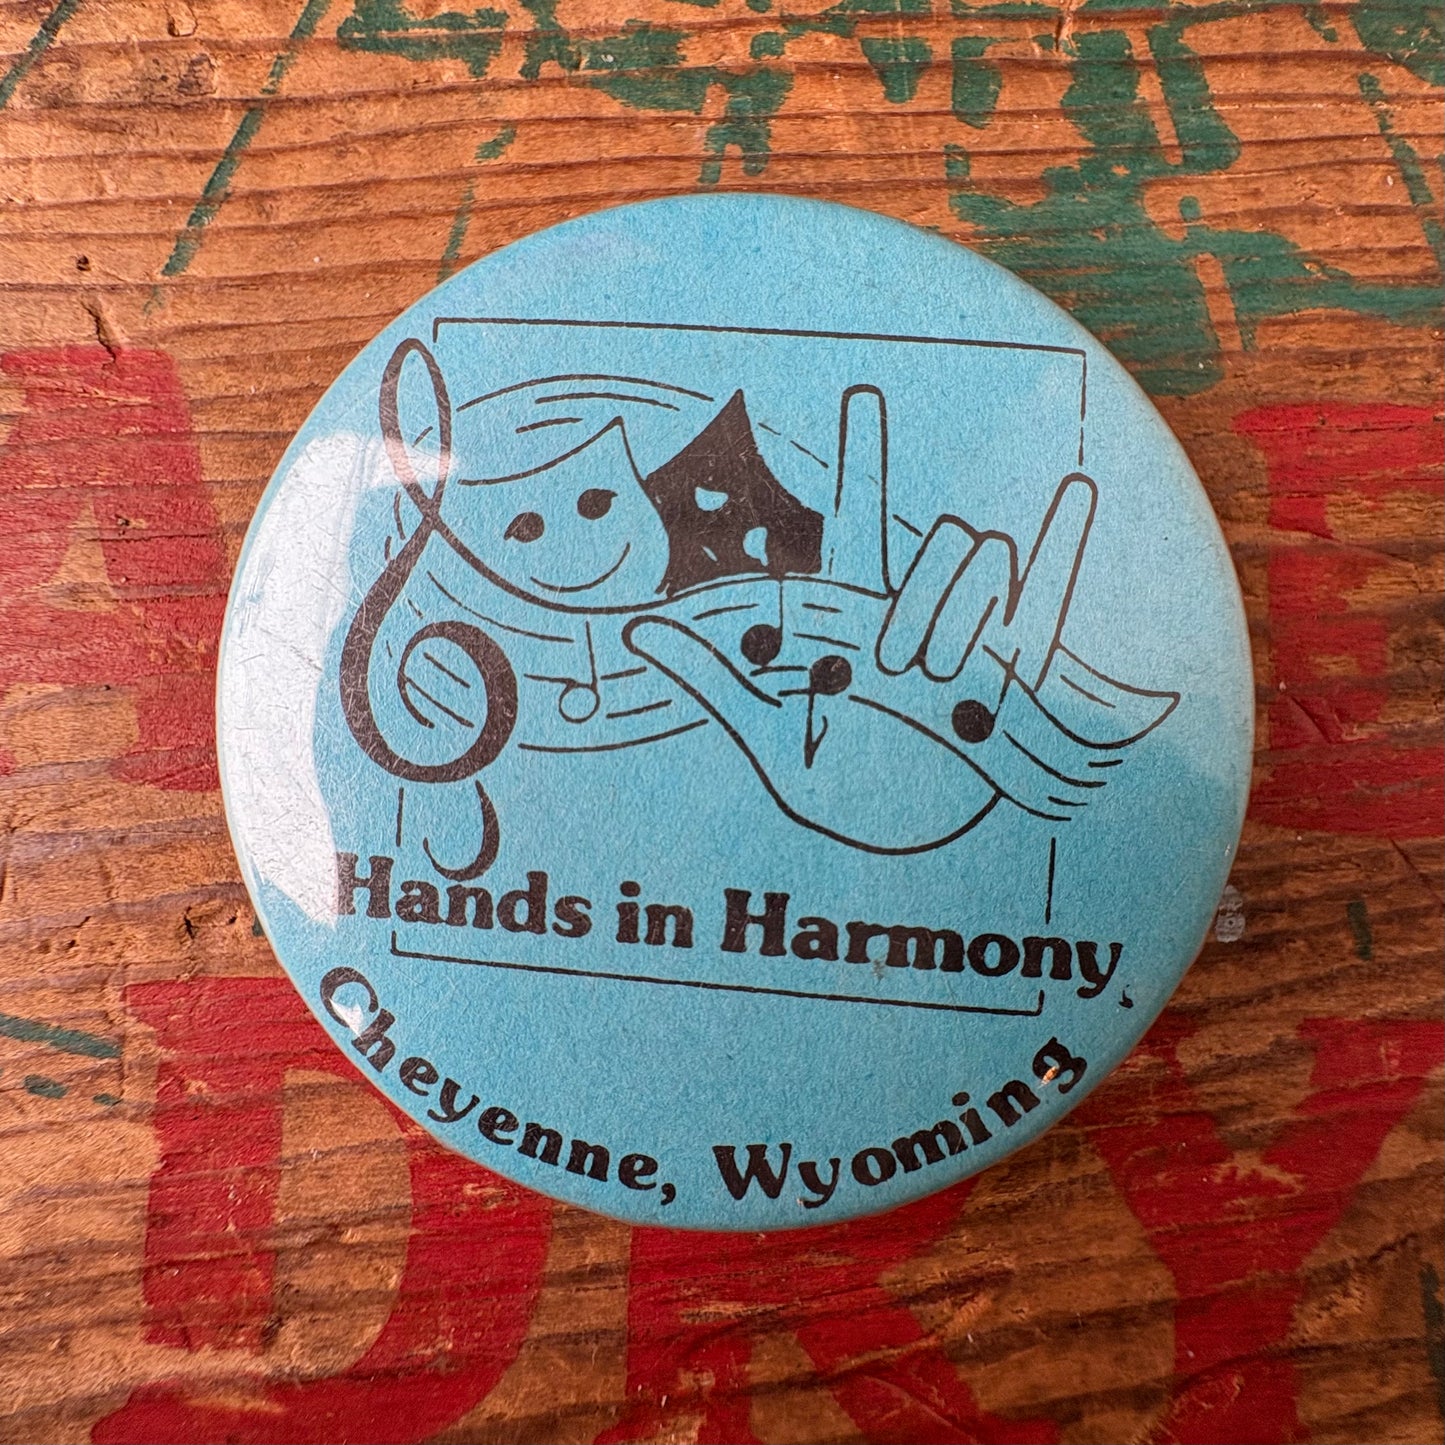 Hands in Harmony,
Cheyenne, Wyoming